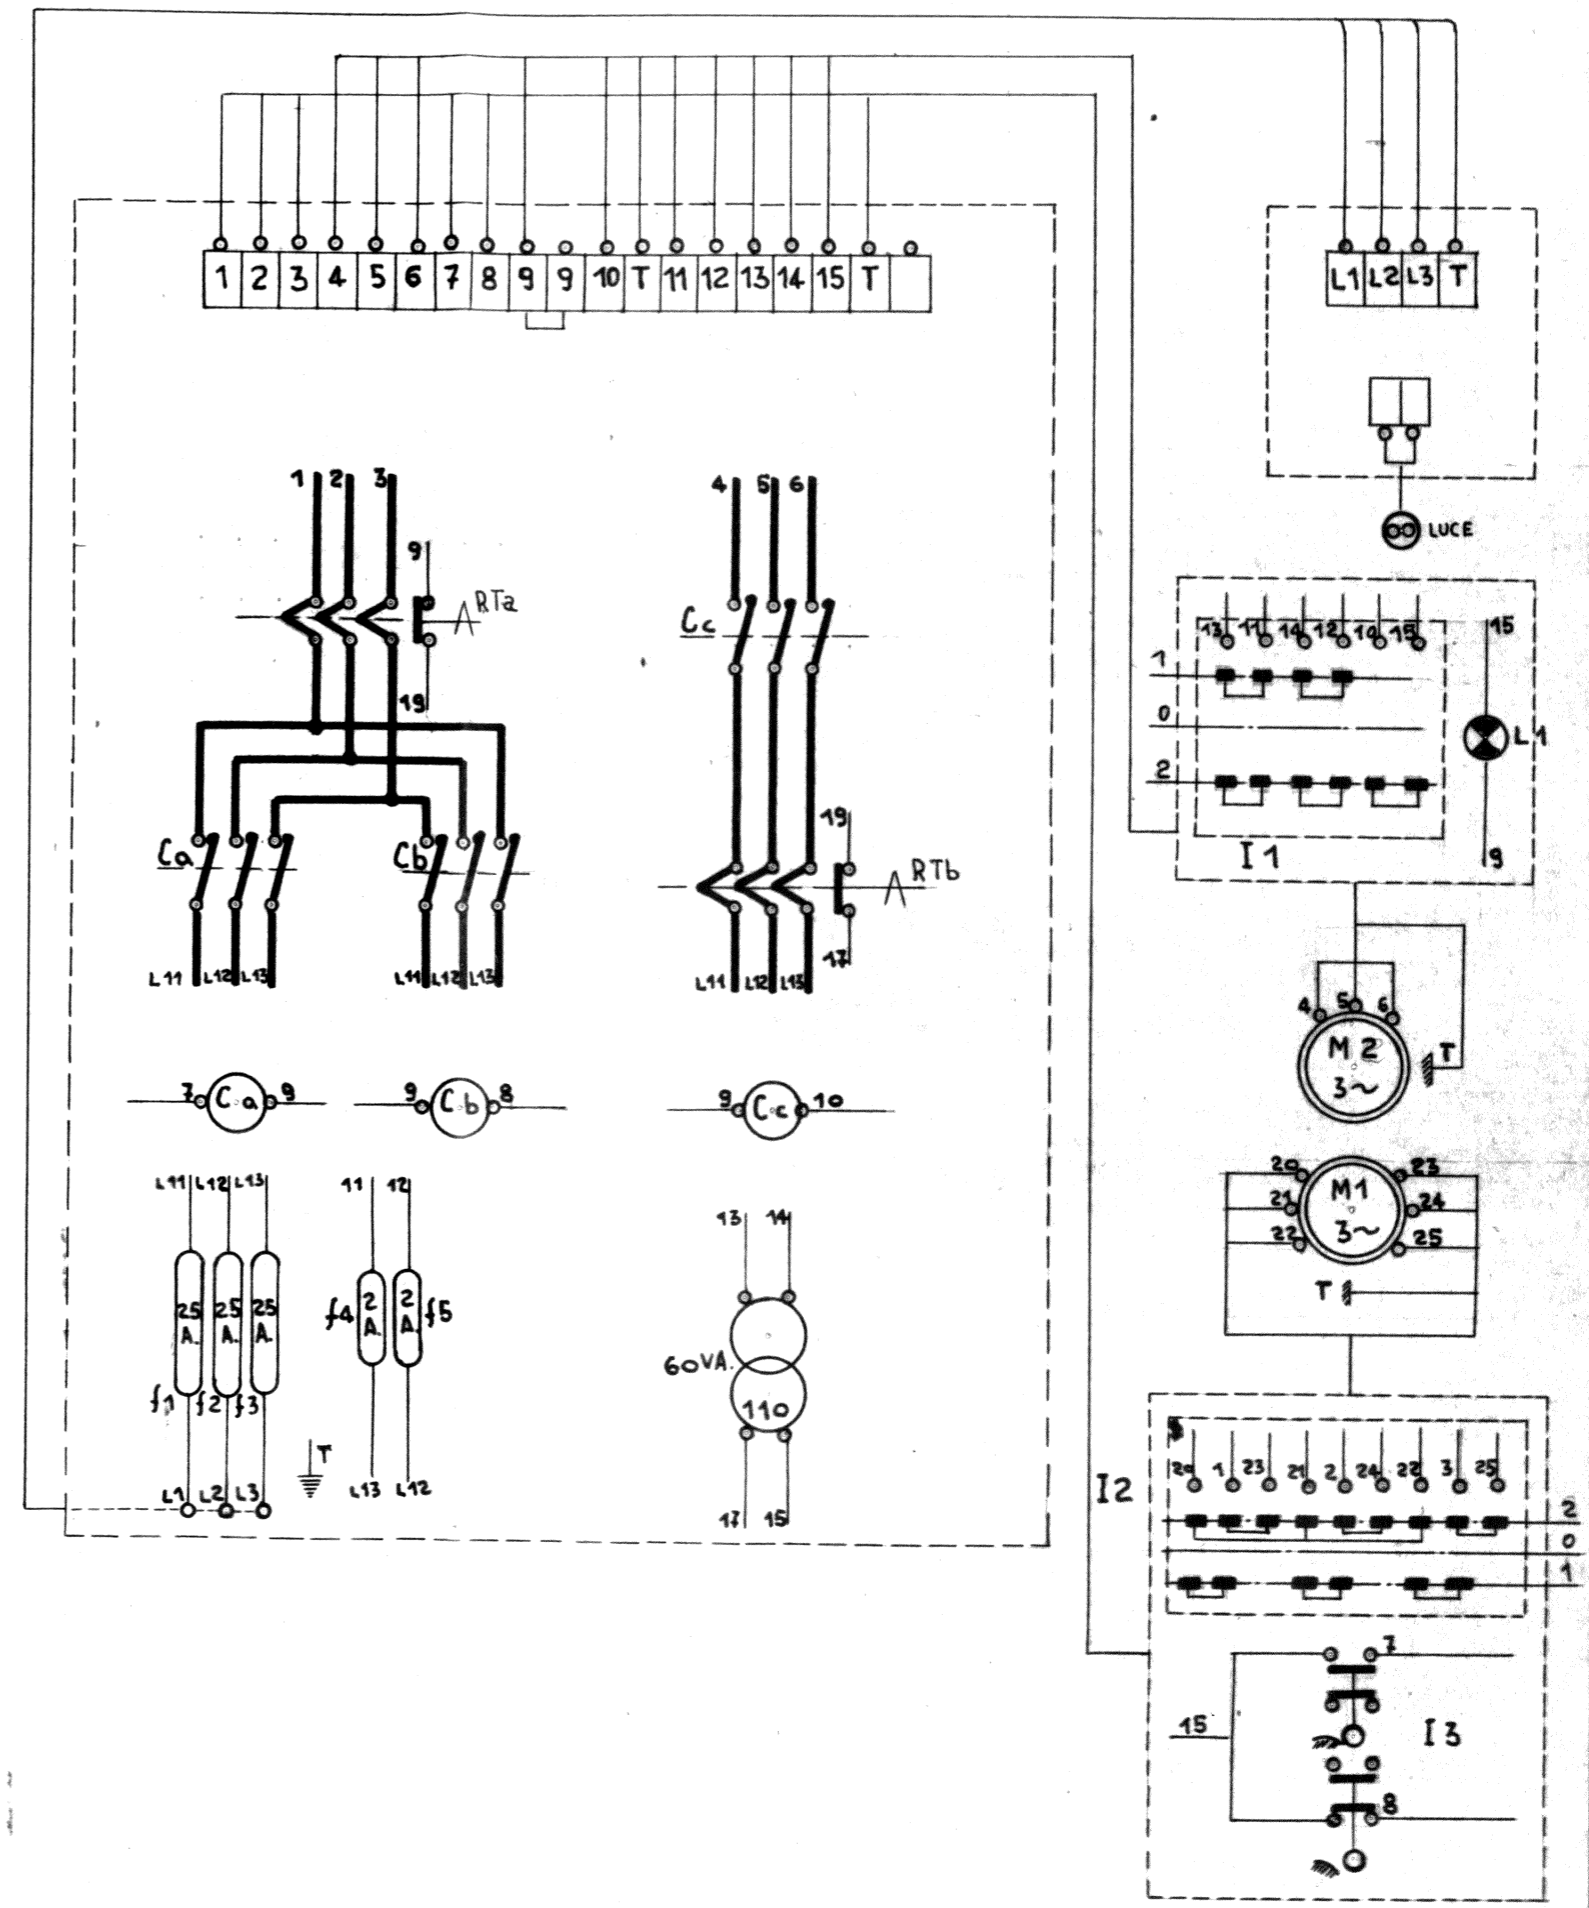 1 2 3 4 5 6 7 8 9 9 10 T 11 12 13 14 15 T
L1 L2 L3 T
LUCE
1 2 3
9
RTa
19
4 5 6
Cc
Ca
Cb
L11 L12 L13
L11 L12 L13
19
RTb
17
L11 L12 L13
13 11 14 12 10 15
15
1
0
2
L1
I1
9
4 5 6
M2
3~
T
7 Ca 9
9 Cb 8
9 Cc 10
20 23
21 M1 24
22 3~ 25
T
L11 L12 L13
11 12
13 14
25 A. 25 A. 25 A.
f4 2 A. 2 A. f5
f1 f2 f3
60VA.
110
T
L1 L2 L3
L13 L12
17 15
I2
20 1 23 21 2 24 22 3 25
2
0
1
7
15
I3
8